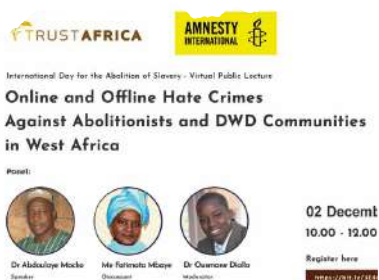 TRUSTAFRICA
AMNESTY
INTERNATIONAL
International Day for the Abolition of Slavery - Virtual Public Lecture
Online and Offline Hate Crimes
Against Abolitionists and DWD Communities
in West Africa
Panel:
Dr Abdoulaye Macko
Speaker
Me Fatimata Mbaye
Discussant
Dr Ousmane Diallo
Moderator
02 Decemb
10.00 - 12.00
Register here